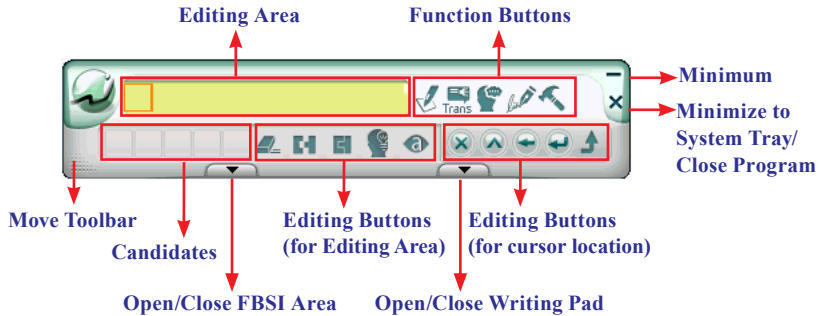 Editing Area
Function Buttons
Minimum
Trans
Minimize to
System Tray/
Close Program
a
Move Toolbar
Candidates
Editing Buttons
(for Editing Area)
Editing Buttons
(for cursor location)
Open/Close FBSI Area
Open/Close Writing Pad